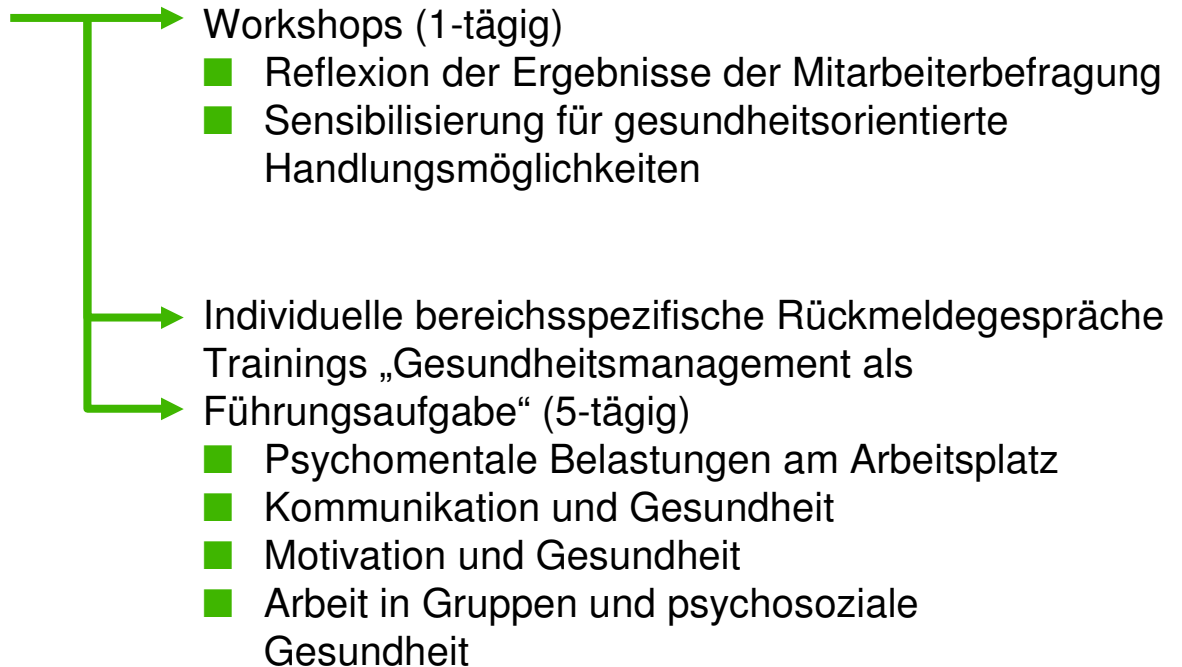 Workshops (1-tägig)
Reflexion der Ergebnisse der Mitarbeiterbefragung
Sensibilisierung für gesundheitsorientierte
Handlungsmöglichkeiten
Individuelle bereichsspezifische Rückmeldegespräche
Trainings „Gesundheitsmanagement als
Führungsaufgabe“ (5-tägig)
Psychomentale Belastungen am Arbeitsplatz
Kommunikation und Gesundheit
Motivation und Gesundheit
Arbeit in Gruppen und psychosoziale
Gesundheit